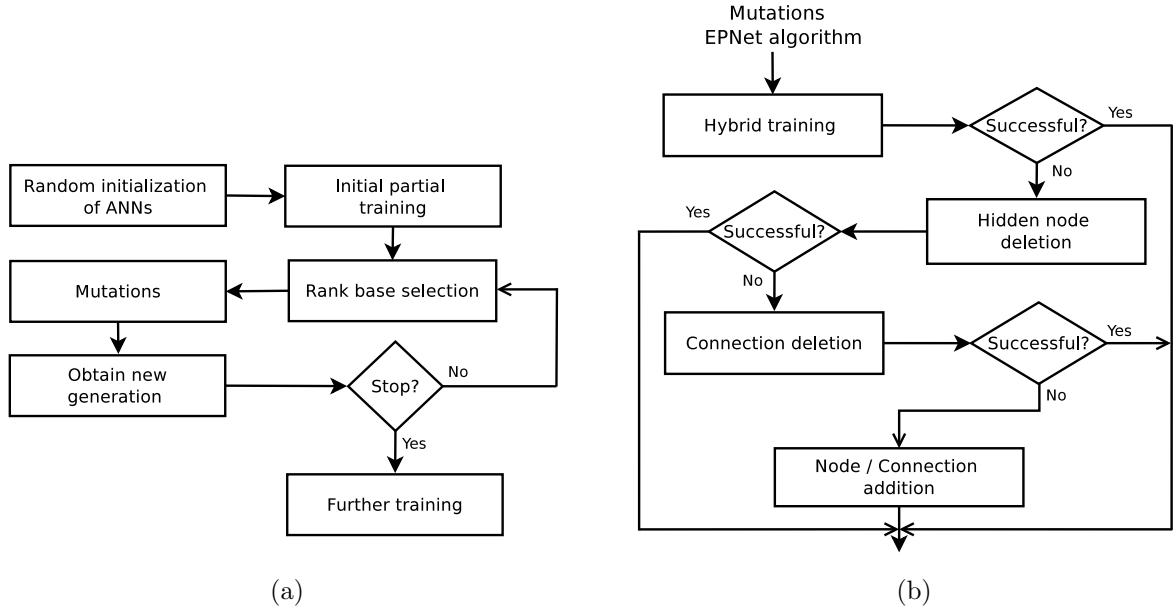 Random initialization
of ANNs
Initial partial
training
Mutations
Rank base selection
Obtain new
generation
Stop?
No
Yes
Further training
(a)
Mutations
EPNet algorithm
Hybrid training
Successful?
Yes
No
Hidden node
deletion
Successful?
Yes
No
Connection deletion
Successful?
Yes
No
Node / Connection
addition
(b)